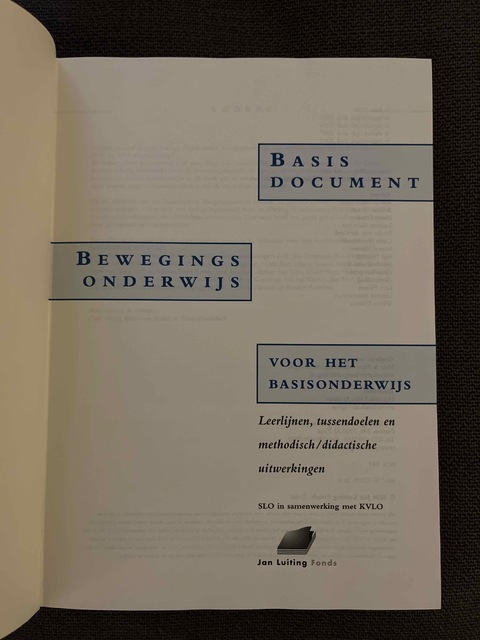 BASIS
DOCUMENT
BEWEGINGS
ONDERWIJS
VOOR HET
BASISONDERWIJS
Leerlijnen, tussendoelen en
methodisch/didactische
uitwerkingen
SLO in samenwerking met KVLO
Jan Luiting Fonds